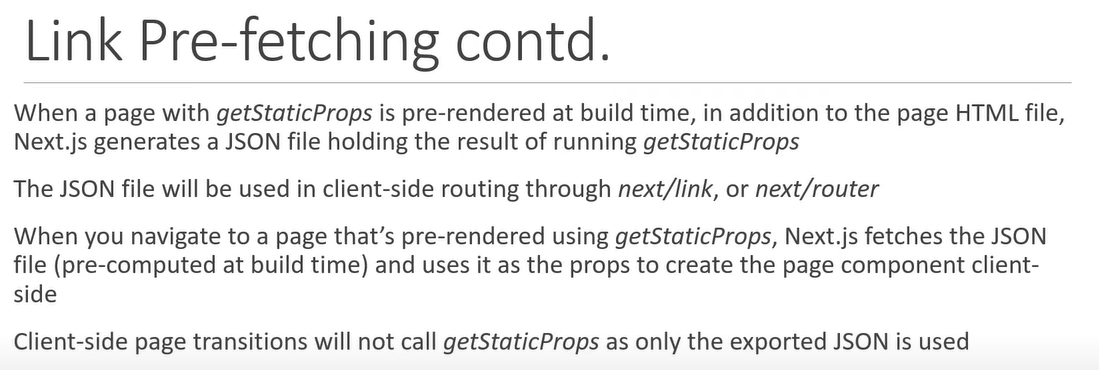 Link Pre-fetching contd.
When a page with getStaticProps is pre-rendered at build time, in addition to the page HTML file,
Next.js generates a JSON file holding the result of running getStaticProps
The JSON file will be used in client-side routing through next/link, or next/router
When you navigate to a page that’s pre-rendered using getStaticProps, Next.js fetches the JSON
file (pre-computed at build time) and uses it as the props to create the page component client-
side
Client-side page transitions will not call getStaticProps as only the exported JSON is used